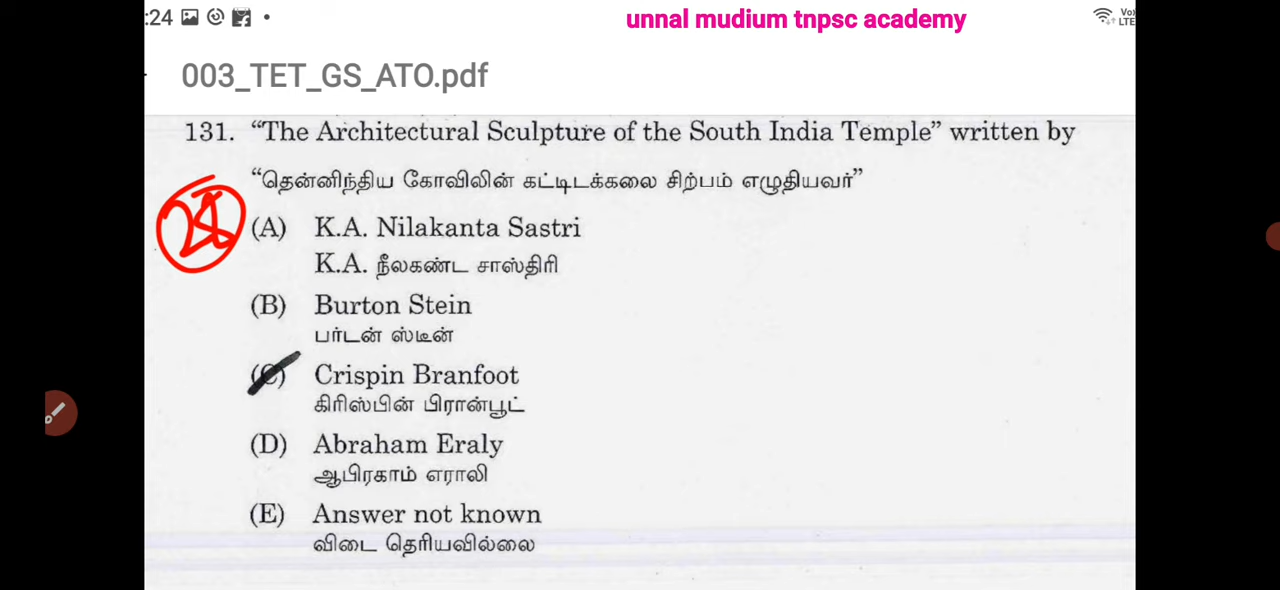 :24
unnal mudium tnpsc academy
Vo)
LTE
003_TET_GS_ATO.pdf
131. “The Architectural Sculpture of the South India Temple” written by
“தென்னிந்திய கோவிலின் கட்டிடக்கலை சிற்பம் எழுதியவர்”
(A) K.A. Nilakanta Sastri
K.A. நீலகண்ட சாஸ்திரி
(B) Burton Stein
பர்டன் ஸ்டீன்
(C) Crispin Branfoot
கிரிஸ்பின் பிரான்பூட்
(D) Abraham Eraly
ஆபிரகாம் எராலி
(E) Answer not known
விடை தெரியவில்லை